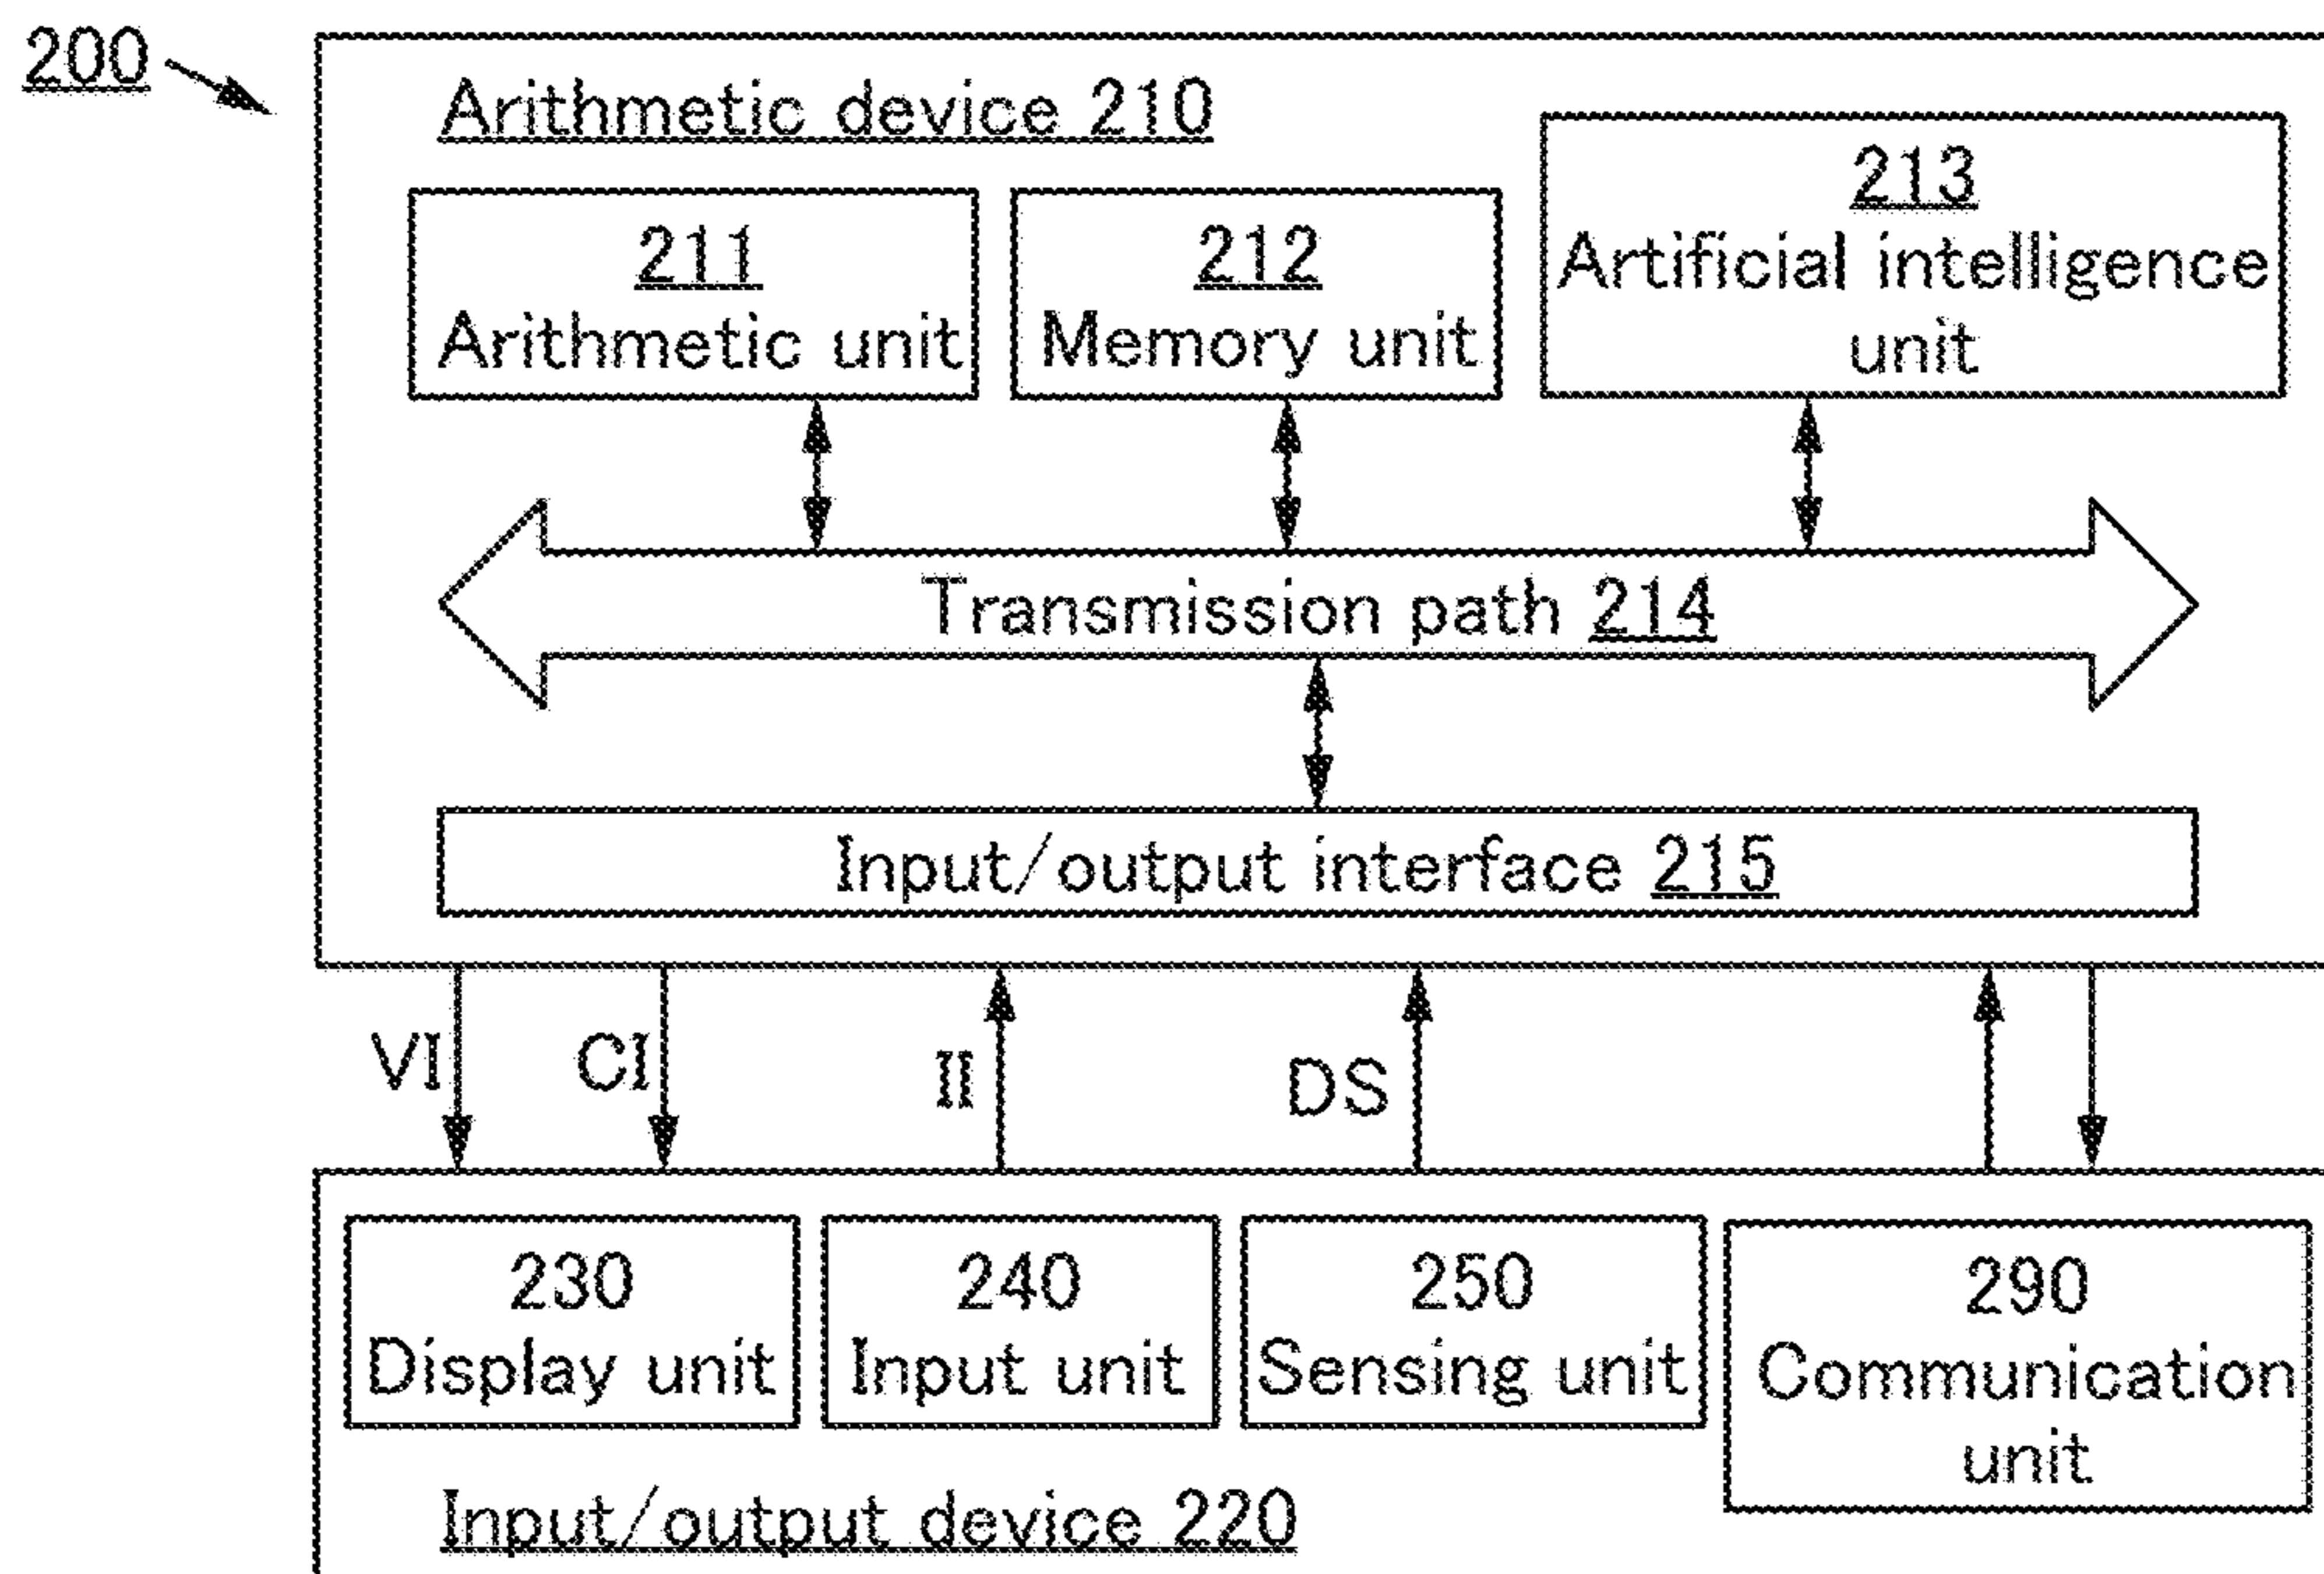 200
Arithmetic device 210
211
Arithmetic unit
212
Memory unit
213
Artificial intelligence
unit
Transmission path 214
Input/output interface 215
VI
CI
II
DS
230
Display unit
240
Input unit
250
Sensing unit
290
Communication
unit
Input/output device 220